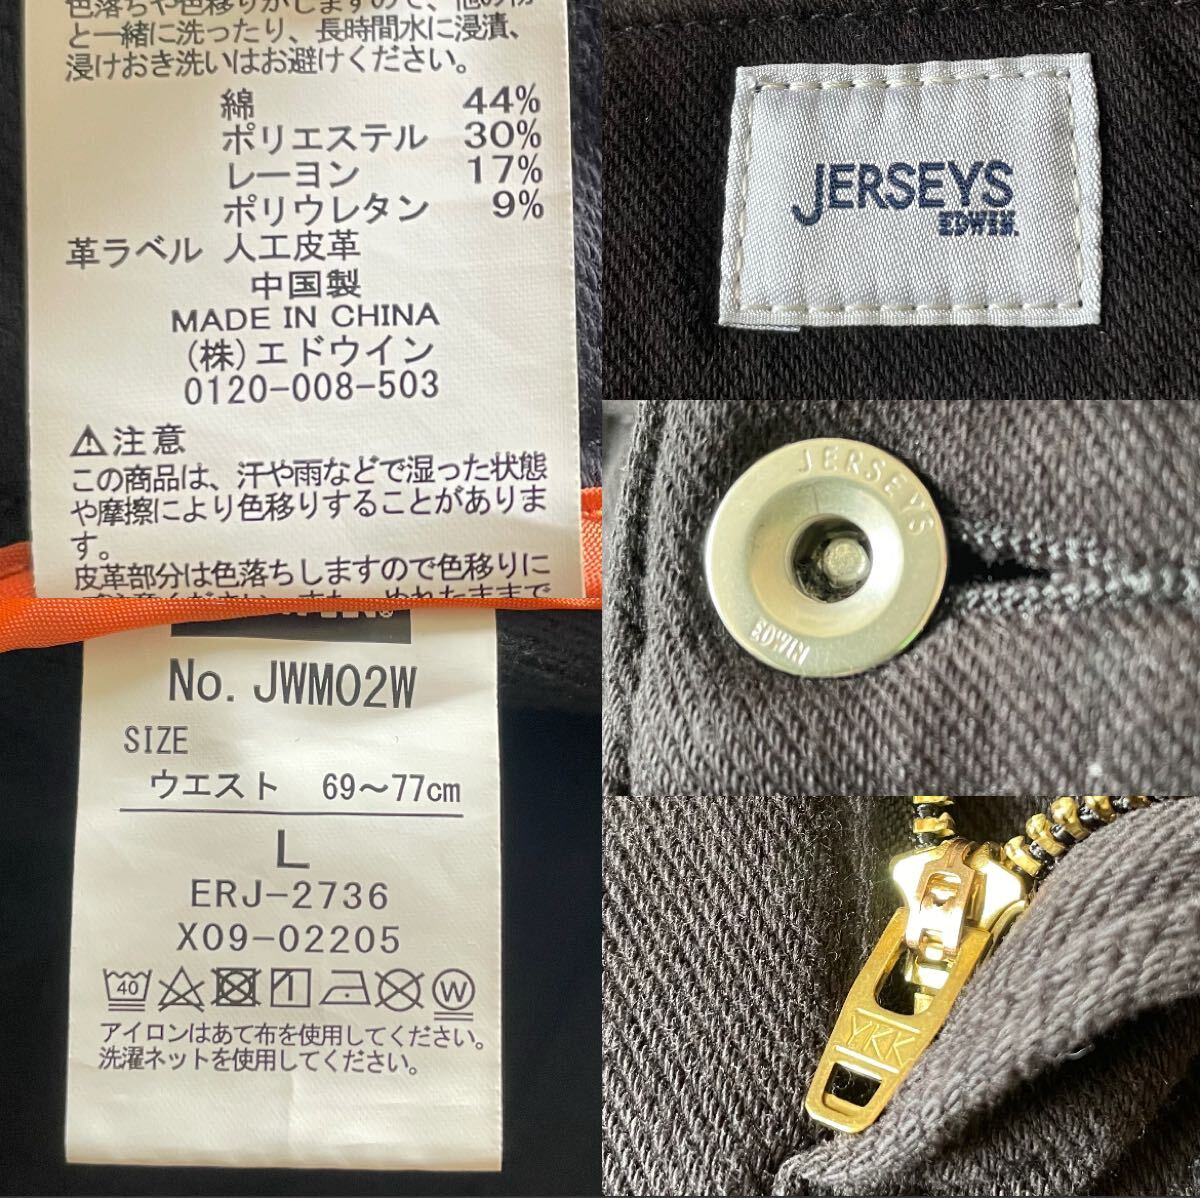 と一緒に洗ったり、長時間水に浸漬、
浸けおき洗いはお避けください。
綿 44%
ポリエステル 30%
レーヨン 17%
ポリウレタン 9%
革ラベル 人工皮革
中国製
MADE IN CHINA
(株)エドウイン
0120-008-503
⚠注意
この商品は、汗や雨などで湿った状態
や摩擦により色移りすることがありま
す。
皮革部分は色落ちしますので色移りに
No. JWM02W
SIZE
ウエスト 69～77cm
L
ERJ-2736
X09-02205
40
W
アイロンはあて布を使用してください。
洗濯ネットを使用してください。
JERSEYS
EDWIN.
JERSEYS
EDWIN
YKK